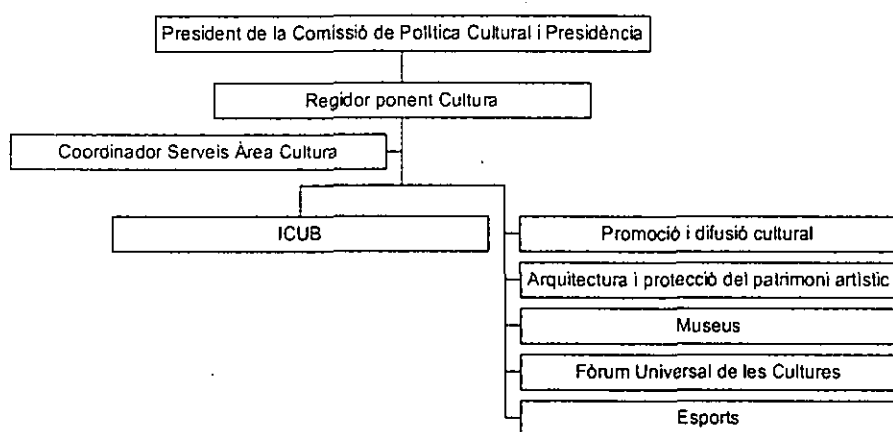 President de la Comissió de Política Cultural i Presidència
Regidor ponent Cultura
Coordinador Serveis Àrea Cultura
ICUB
Promoció i difusió cultural
Arquitectura i protecció del patrimoni artístic
Museus
Fòrum Universal de les Cultures
Esports